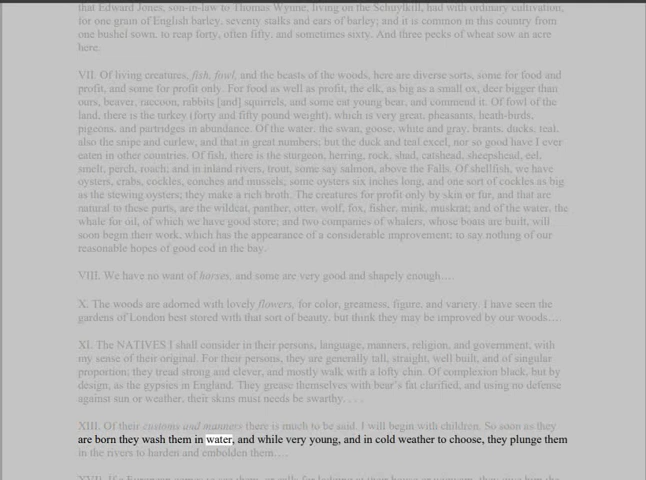 that Edward Jones, son-in-law to Thomas Wynne, living on the Schuylkill, had with ordinary cultivation,
for one grain of English barley, seventy stalks and ears of barley; and it is common in this country from
one bushel sown, to reap forty, often fifty, and sometimes sixty. And three pecks of wheat sow an acre
here.
VII. Of living creatures, fish, fowl, and the beasts of the woods, here are diverse sorts, some for food and
profit, and some for profit only. For food as well as profit, the elk, as big as a small ox, deer bigger than
ours, beaver, raccoon, rabbits [and] squirrels, and some eat young bear, and commend it. Of fowl of the
land, there is the turkey (forty and fifty pound weight), which is very great, pheasants, heath-birds,
pigeons, and partridges in abundance. Of the water, the swan, goose, white and gray, brants, ducks, teal,
also the snipe and curlew, and that in great numbers; but the duck and teal excel, nor so good have I ever
eaten in other countries. Of fish, there is the sturgeon, herring, rock, shad, catshead, sheepshead, eel,
smelt, perch, roach; and in inland rivers, trout, some say salmon, above the Falls. Of shellfish, we have
oysters, crabs, cockles, conches and mussels; some oysters six inches long, and one sort of cockles as big
as the stewing oysters; they make a rich broth. The creatures for profit only by skin or fur, and that are
natural to these parts, are the wildcat, panther, otter, wolf, fox, fisher, mink, muskrat; and of the water, the
whale for oil, of which we have good store; and two companies of whalers, whose boats are built, will
soon begin their work, which has the appearance of a considerable improvement; to say nothing of our
reasonable hopes of good cod in the bay.
VIII. We have no want of horses, and some are very good and shapely enough....
X. The woods are adorned with lovely flowers, for color, greatness, figure, and variety. I have seen the
gardens of London best stored with that sort of beauty, but think they may be improved by our woods....
XI. The NATIVES I shall consider in their persons, language, manners, religion, and government, with
my sense of their original. For their persons, they are generally tall, straight, well built, and of singular
proportion; they tread strong and clever, and mostly walk with a lofty chin. Of complexion black, but by
design, as the gypsies in England. They grease themselves with bear's fat clarified, and using no defense
against sun or weather, their skins must needs be swarthy. . . .
XIII. Of their customs and manners there is much to be said. I will begin with children. So soon as they
are born they wash them in water, and while very young, and in cold weather to choose, they plunge them
in the rivers to harden and embolden them....